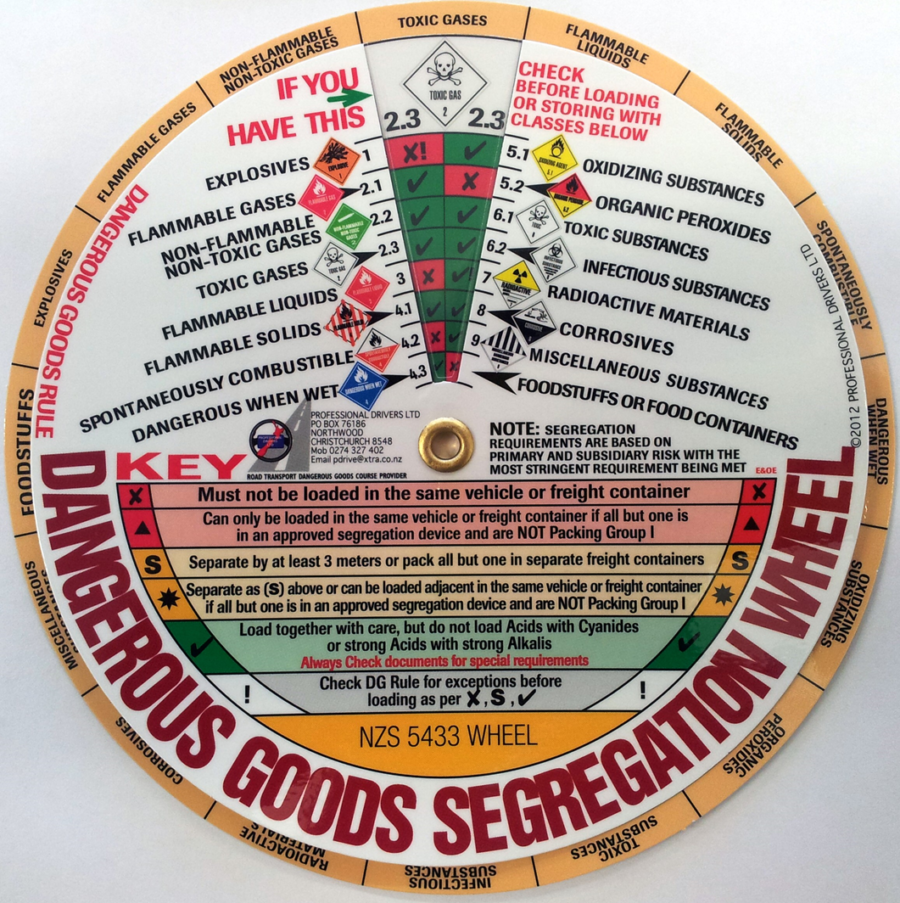 TOXIC GASES
FLAMMABLE
LIQUIDS
FLAMMABLE
SOLIDS
SPONTANEOUSLY
DANGEROUS
WHEN WET
OXIDIZING
SUBSTANCES
ORGANIC
PEROXIDES
TOXIC
SUBSTANCES
INFECTIOUS
SUBSTANCES
RADIOACTIVE
MATERIALS
CORROSIVES
MISCELLANEOUS
FOODSTUFFS
EXPLOSIVES
FLAMMABLE GASES
NON-FLAMMABLE
NON-TOXIC GASES
IF YOU
HAVE THIS
TOXIC GAS
2
2.3 2.3
CHECK
BEFORE LOADING
OR STORING WITH
CLASSES BELOW
DANGEROUS GOODS RULE
EXPLOSIVES 1 ✗! ✓ 5.1 OXIDIZING SUBSTANCES
FLAMMABLE GASES 2.1 ✓ ✗ 5.2 ORGANIC PEROXIDES
NON-FLAMMABLE
NON-TOXIC GASES 2.2 ✓ ✓ 6.1 TOXIC SUBSTANCES
TOXIC GASES 2.3 ✓ ✓ 6.2 INFECTIOUS SUBSTANCES
FLAMMABLE LIQUIDS 3 ✗ ✓ 7 RADIOACTIVE MATERIALS
FLAMMABLE SOLIDS 4.1 ✓ ✓ 8 CORROSIVES
SPONTANEOUSLY COMBUSTIBLE 4.2 ✗ ✓ 9 MISCELLANEOUS SUBSTANCES
DANGEROUS WHEN WET 4.3 ✓ ✗ FOODSTUFFS OR FOOD CONTAINERS
©2012 PROFESSIONAL DRIVERS LTD
PROFESSIONAL DRIVERS LTD
PO BOX 76186
NORTHWOOD
CHRISTCHURCH 8548
Mob 0274 327 402
Email pdrive@xtra.co.nz
ROAD TRANSPORT DANGEROUS GOODS COURSE PROVIDER
NOTE: SEGREGATION
REQUIREMENTS ARE BASED ON
PRIMARY AND SUBSIDIARY RISK WITH THE
MOST STRINGENT REQUIREMENT BEING MET E&OE
KEY
✗ Must not be loaded in the same vehicle or freight container ✗
▲ Can only be loaded in the same vehicle or freight container if all but one is ▲
in an approved segregation device and are NOT Packing Group I
S Separate by at least 3 meters or pack all but one in separate freight containers S
Separate as (S) above or can be loaded adjacent in the same vehicle or freight container
if all but one is in an approved segregation device and are NOT Packing Group I
✓ Load together with care, but do not load Acids with Cyanides ✓
or strong Acids with strong Alkalis
Always Check documents for special requirements
! Check DG Rule for exceptions before !
loading as per ✗, S, ✓
NZS 5433 WHEEL
DANGEROUS GOODS SEGREGATION WHEEL